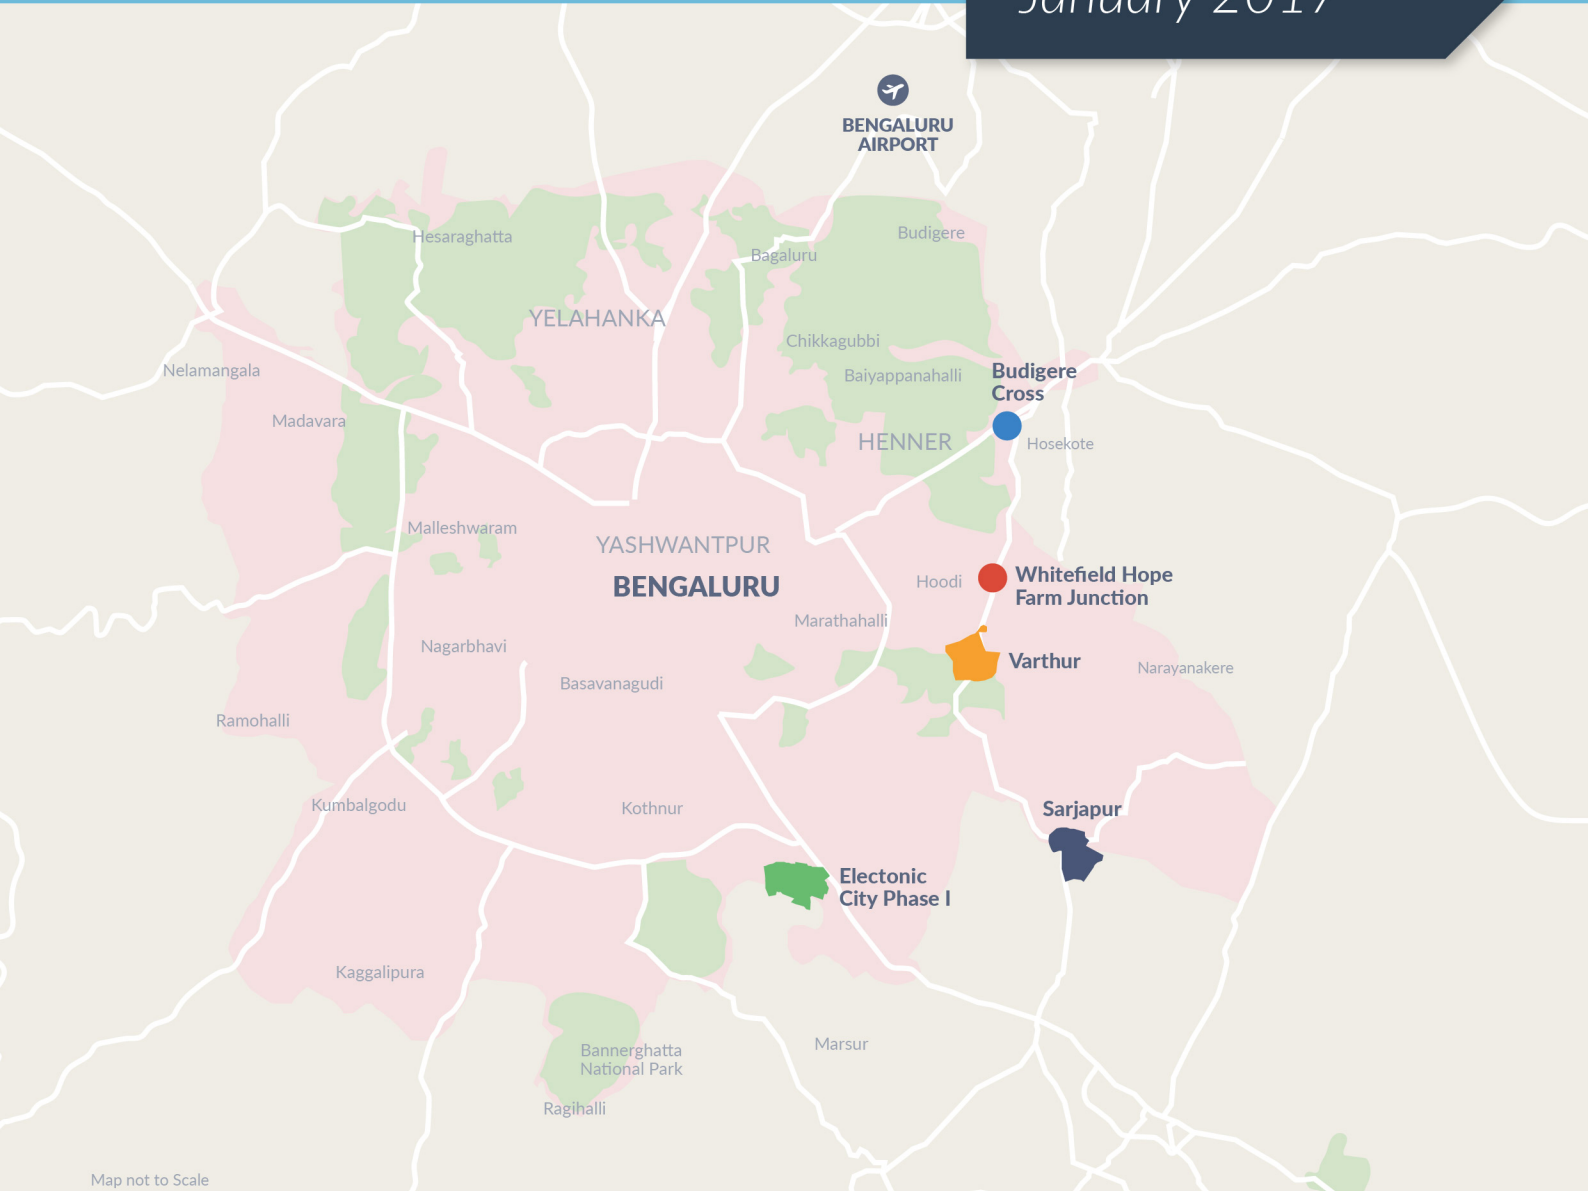 January 2017
BENGALURU
AIRPORT
Budigere
Hesaraghatta
Bagaluru
YELAHANKA
Chikkagubbi
Nelamangala
Baiyappanahalli
Budigere
Cross
Madavara
HENNER
Hosekote
Malleshwaram
YASHWANTPUR
BENGALURU
Hoodi
Whitefield Hope
Farm Junction
Marathahalli
Nagarbhavi
Varthur
Narayanakere
Basavanagudi
Ramohalli
Kumbalgodu
Kothnur
Sarjapur
Electonic
City Phase I
Kaggalipura
Marsur
Bannerghatta
National Park
Ragihalli
Map not to Scale